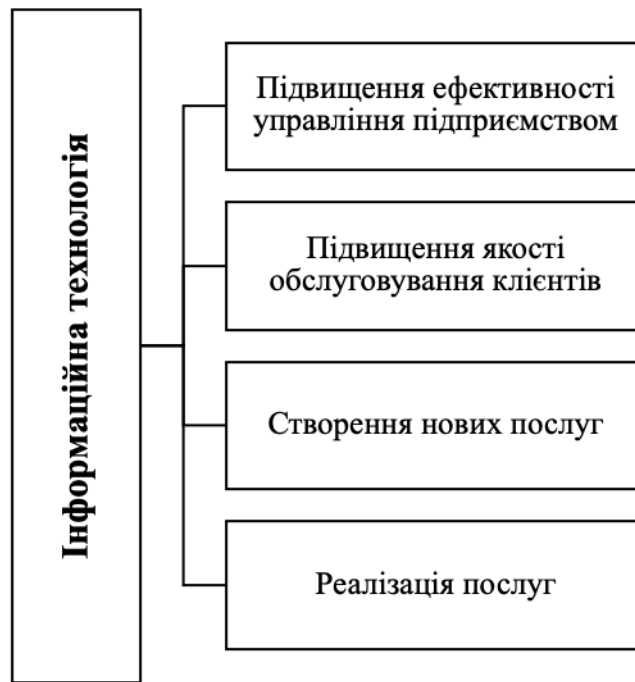 Інформаційна технологія
Підвищення ефективності
управління підприємством
Підвищення якості
обслуговування клієнтів
Створення нових послуг
Реалізація послуг